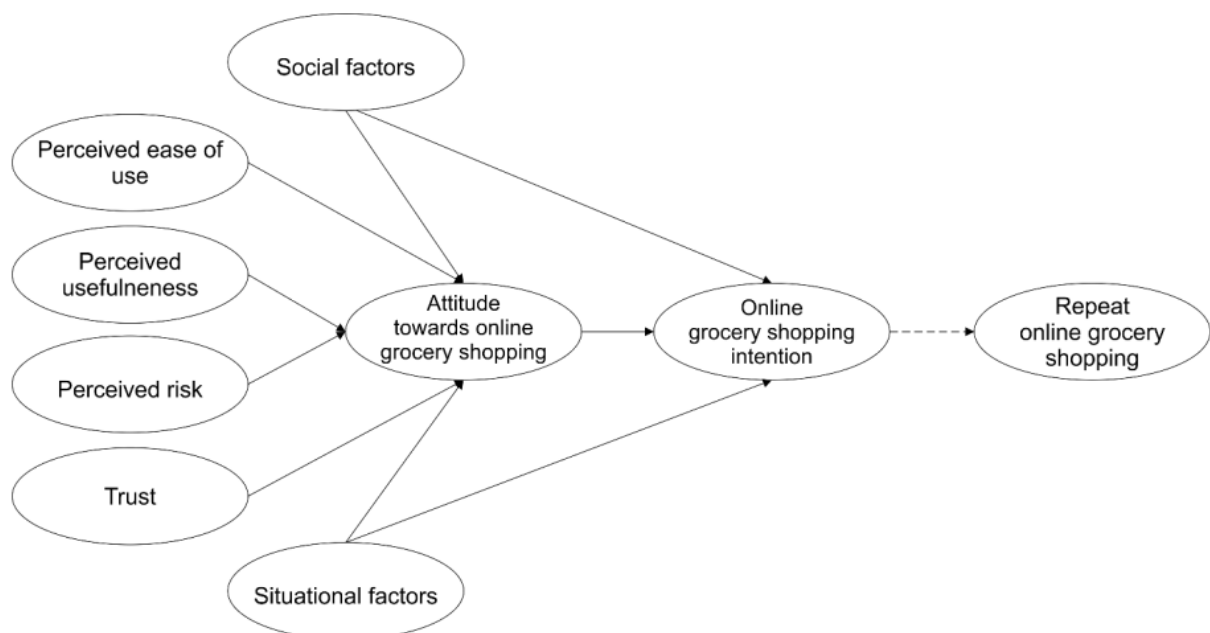 Social factors
Perceived ease of
use
Perceived
usefulneness
Perceived risk
Trust
Situational factors
Attitude
towards online
grocery shopping
Online
grocery shopping
intention
Repeat
online grocery
shopping